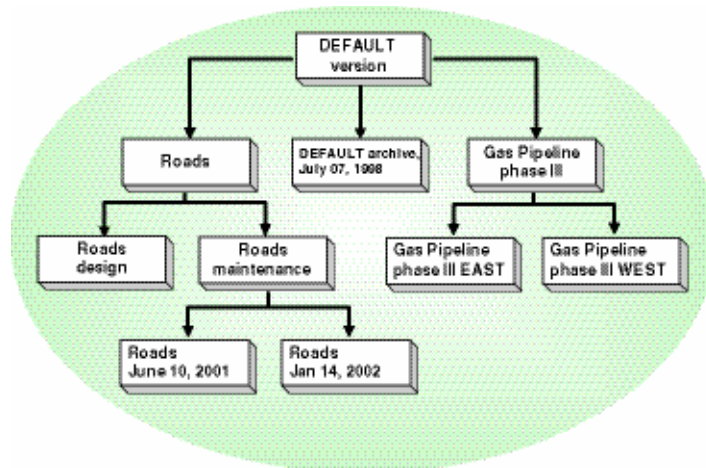 DEFAULT
version
Roads
DEFAULT archive,
July 07, 1998
Gas Pipeline
phase III
Roads
design
Roads
maintenance
Gas Pipeline
phase III EAST
Gas Pipeline
phase III WEST
Roads
June 10, 2001
Roads
Jan 14, 2002